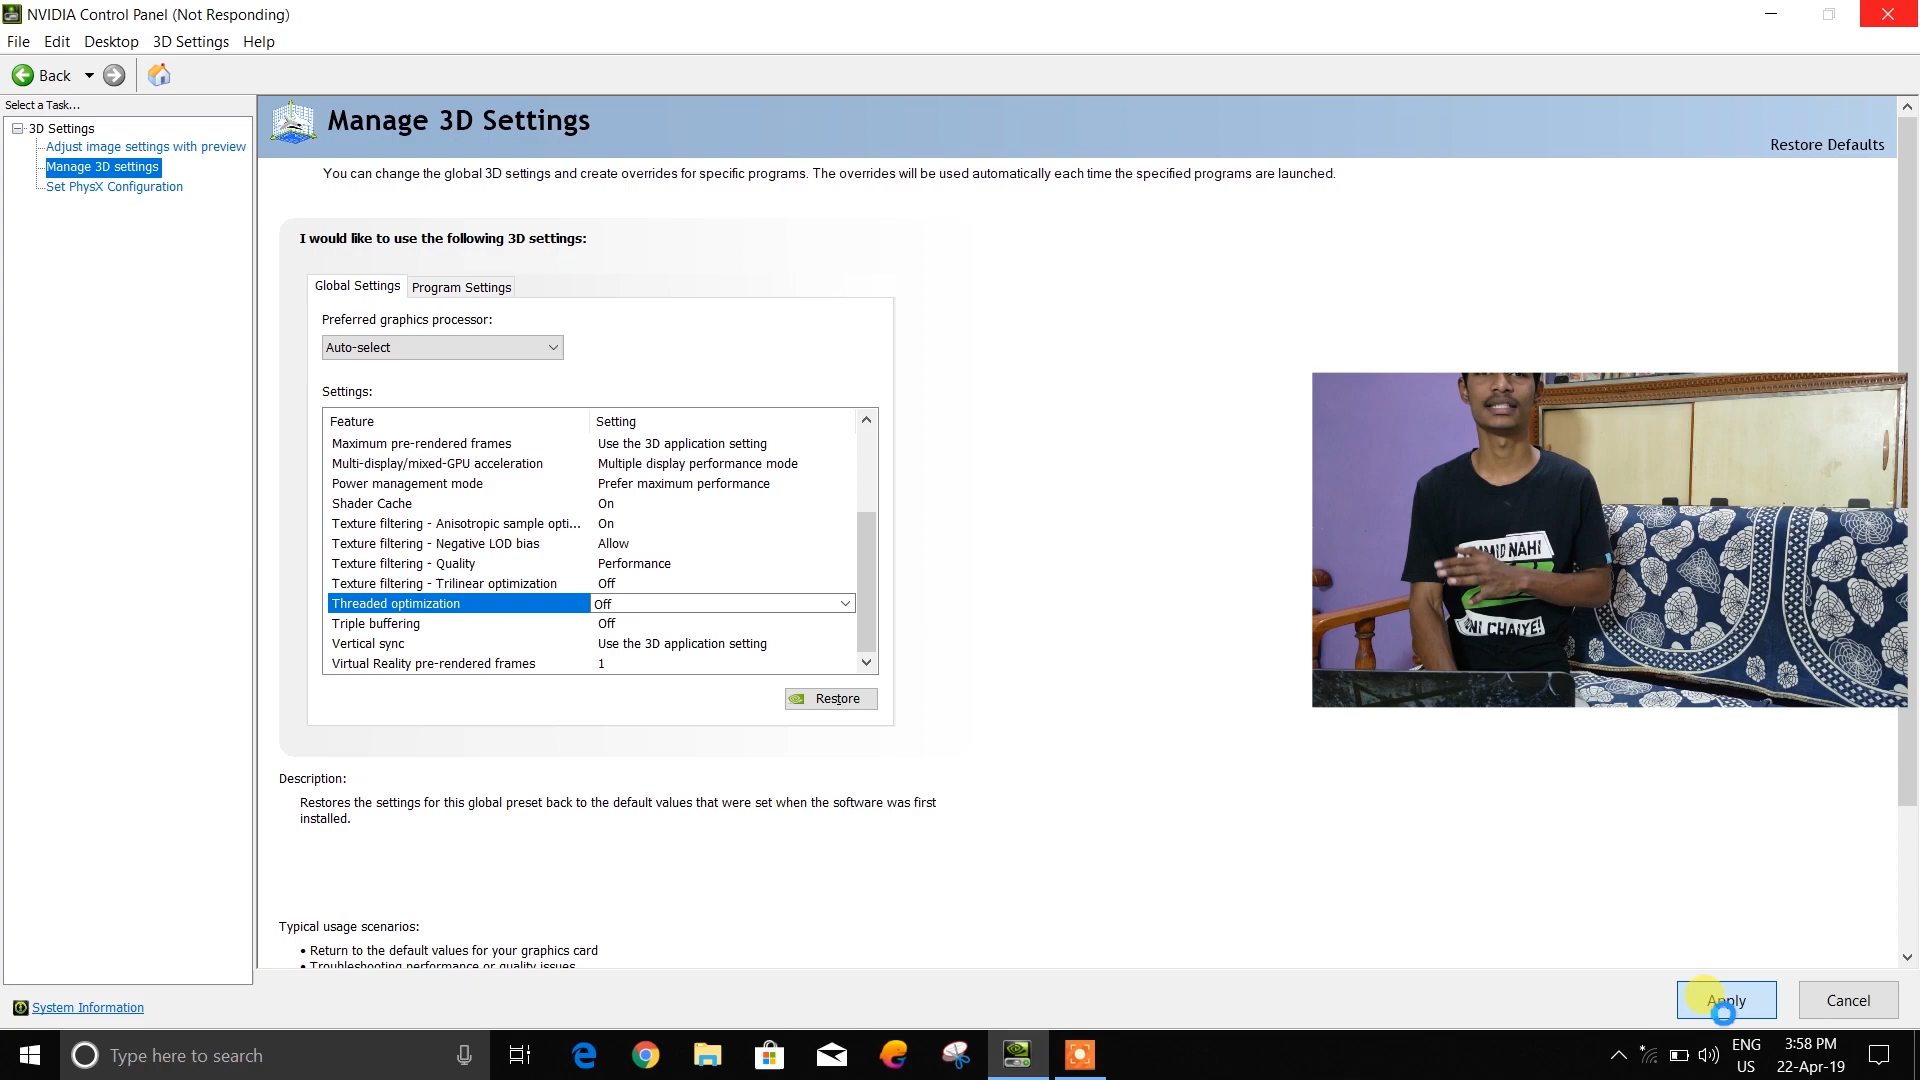 NVIDIA Control Panel (Not Responding)
File Edit Desktop 3D Settings Help
Back
Select a Task...
3D Settings
Adjust image settings with preview
Manage 3D settings
Set PhysX Configuration
System Information
Manage 3D Settings
Restore Defaults
You can change the global 3D settings and create overrides for specific programs. The overrides will be used automatically each time the specified programs are launched.
I would like to use the following 3D settings:
Global Settings Program Settings
Preferred graphics processor:
Auto-select
Settings:
Feature Setting
Maximum pre-rendered frames Use the 3D application setting
Multi-display/mixed-GPU acceleration Multiple display performance mode
Power management mode Prefer maximum performance
Shader Cache On
Texture filtering - Anisotropic sample opti... On
Texture filtering - Negative LOD bias Allow
Texture filtering - Quality Performance
Texture filtering - Trilinear optimization Off
Threaded optimization Off
Triple buffering Off
Vertical sync Use the 3D application setting
Virtual Reality pre-rendered frames 1
Restore
NAHI
CHAIYE!
Description:
Restores the settings for this global preset back to the default values that were set when the software was first
installed.
Typical usage scenarios:
• Return to the default values for your graphics card
• Troubleshooting performance or quality issues
Apply Cancel
Type here to search
ENG
US
3:58 PM
22-Apr-19